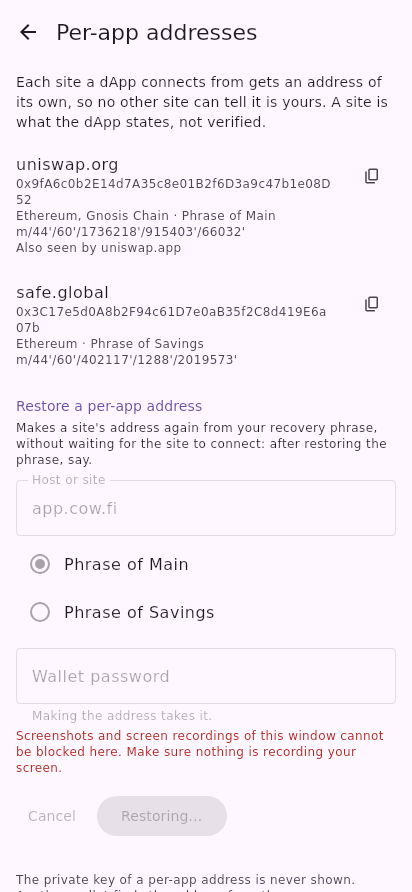 Per-app addresses
Each site a dApp connects from gets an address of
its own, so no other site can tell it is yours. A site is
what the dApp states, not verified.
uniswap.org
0x9fA6c0b2E14d7A35c8e01B2f6D3a9c47b1e08D
52
Ethereum, Gnosis Chain · Phrase of Main
m/44'/60'/1736218'/915403'/66032'
Also seen by uniswap.app
safe.global
0x3C17e5d0A8b2F94c61D7e0aB35f2C8d419E6a
07b
Ethereum · Phrase of Savings
m/44'/60'/402117'/1288'/2019573'
Restore a per-app address
Makes a site's address again from your recovery phrase,
without waiting for the site to connect: after restoring the
phrase, say.
Host or site
app.cow.fi
Phrase of Main
Phrase of Savings
Wallet password
Making the address takes it.
Screenshots and screen recordings of this window cannot
be blocked here. Make sure nothing is recording your
screen.
Cancel
Restoring…
The private key of a per-app address is never shown.